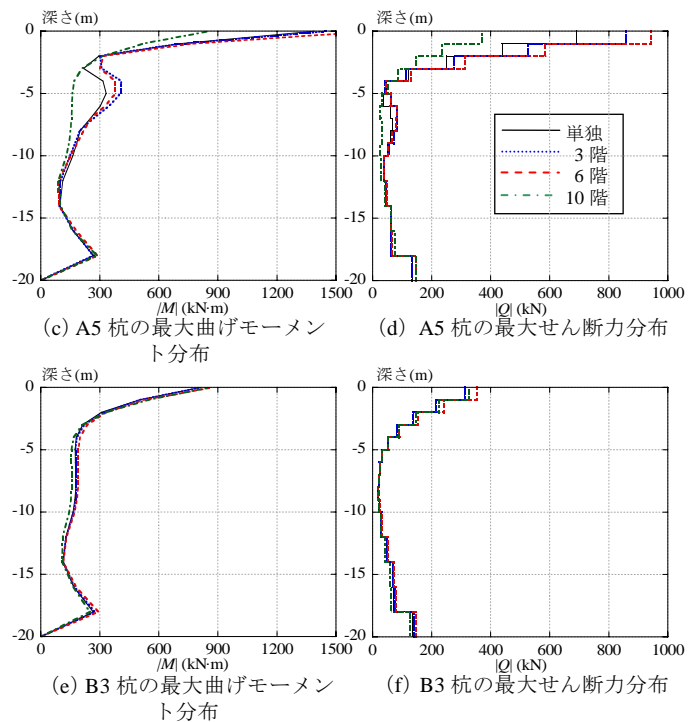 深さ(m)
0
-5
-10
-15
-20
0 300 600 900 1200 1500
|M| (kN·m)
(c) A5 杭の最大曲げモーメン
ト分布
深さ(m)
0
-5
-10
-15
-20
0 200 400 600 800 1000
|Q| (kN)
単独
3 階
6 階
10 階
(d) A5 杭の最大せん断力分布
深さ(m)
0
-5
-10
-15
-20
0 300 600 900 1200 1500
|M| (kN·m)
(e) B3 杭の最大曲げモーメン
ト分布
深さ(m)
0
-5
-10
-15
-20
0 200 400 600 800 1000
|Q| (kN)
(f) B3 杭の最大せん断力分布